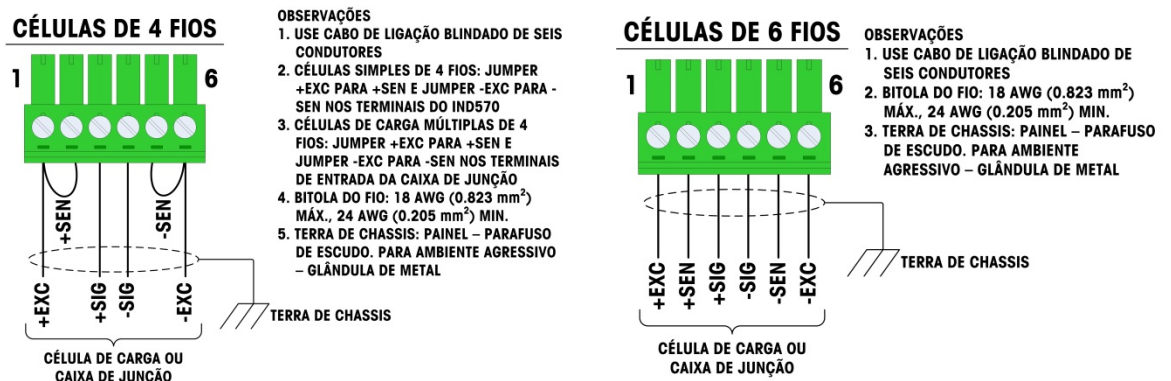 CÉLULAS DE 4 FIOS
1
6
+SEN
-SEN
+EXC
+SIG
-SIG
-EXC
TERRA DE CHASSIS
CÉLULA DE CARGA OU
CAIXA DE JUNÇÃO
OBSERVAÇÕES
1. USE CABO DE LIGAÇÃO BLINDADO DE SEIS
CONDUTORES
2. CÉLULAS SIMPLES DE 4 FIOS: JUMPER
+EXC PARA +SEN E JUMPER -EXC PARA -
SEN NOS TERMINAIS DO IND570
3. CÉLULAS DE CARGA MÚLTIPLAS DE 4
FIOS: JUMPER +EXC PARA +SEN E
JUMPER -EXC PARA -SEN NOS TERMINAIS
DE ENTRADA DA CAIXA DE JUNÇÃO
4. BITOLA DO FIO: 18 AWG (0.823 mm²)
MÁX., 24 AWG (0.205 mm²) MIN.
5. TERRA DE CHASSIS: PAINEL – PARAFUSO
DE ESCUDO. PARA AMBIENTE AGRESSIVO
– GLÂNDULA DE METAL
CÉLULAS DE 6 FIOS
1
6
+EXC
+SEN
+SIG
-SIG
-SEN
-EXC
TERRA DE CHASSIS
CÉLULA DE CARGA OU
CAIXA DE JUNÇÃO
OBSERVAÇÕES
1. USE CABO DE LIGAÇÃO BLINDADO DE
SEIS CONDUTORES
2. BITOLA DO FIO: 18 AWG (0.823 mm²)
MÁX., 24 AWG (0.205 mm²) MIN.
3. TERRA DE CHASSIS: PAINEL – PARAFUSO
DE ESCUDO. PARA AMBIENTE
AGRESSIVO – GLÂNDULA DE METAL